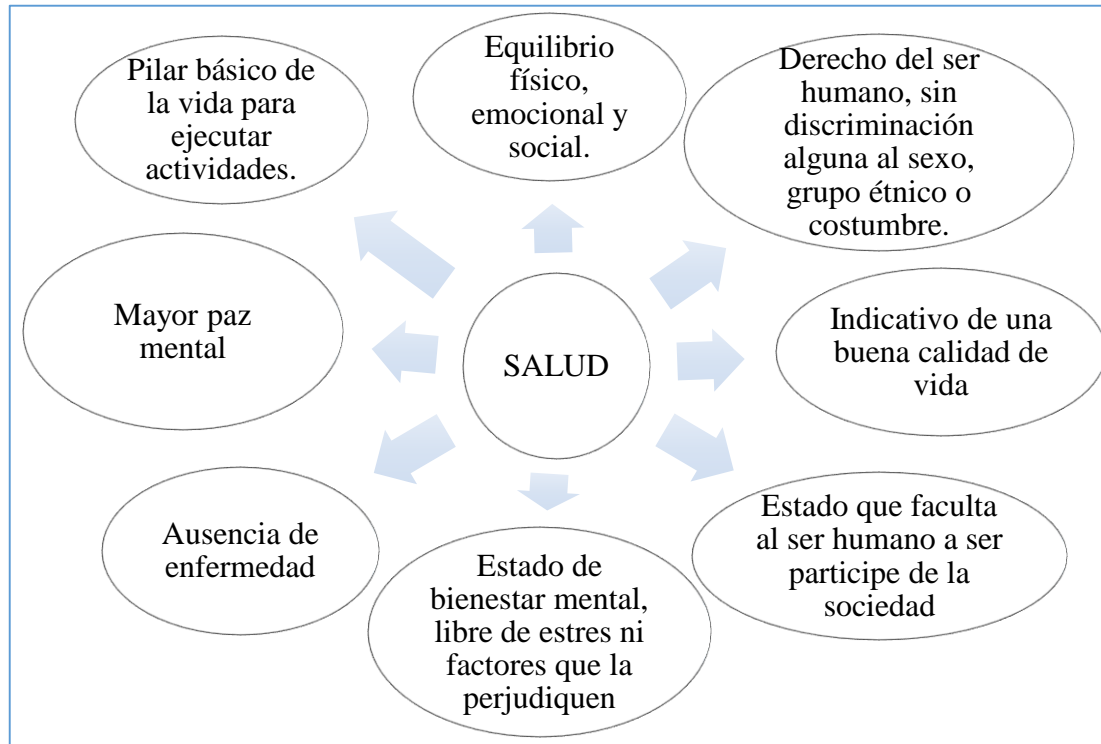 Pilar básico de
la vida para
ejecutar
actividades.
Equilibrio
físico,
emocional y
social.
Derecho del ser
humano, sin
discriminación
alguna al sexo,
grupo étnico o
costumbre.
Mayor paz
mental
SALUD
Indicativo de una
buena calidad de
vida
Ausencia de
enfermedad
Estado de
bienestar mental,
libre de estres ni
factores que la
perjudiquen
Estado que faculta
al ser humano a ser
participe de la
sociedad